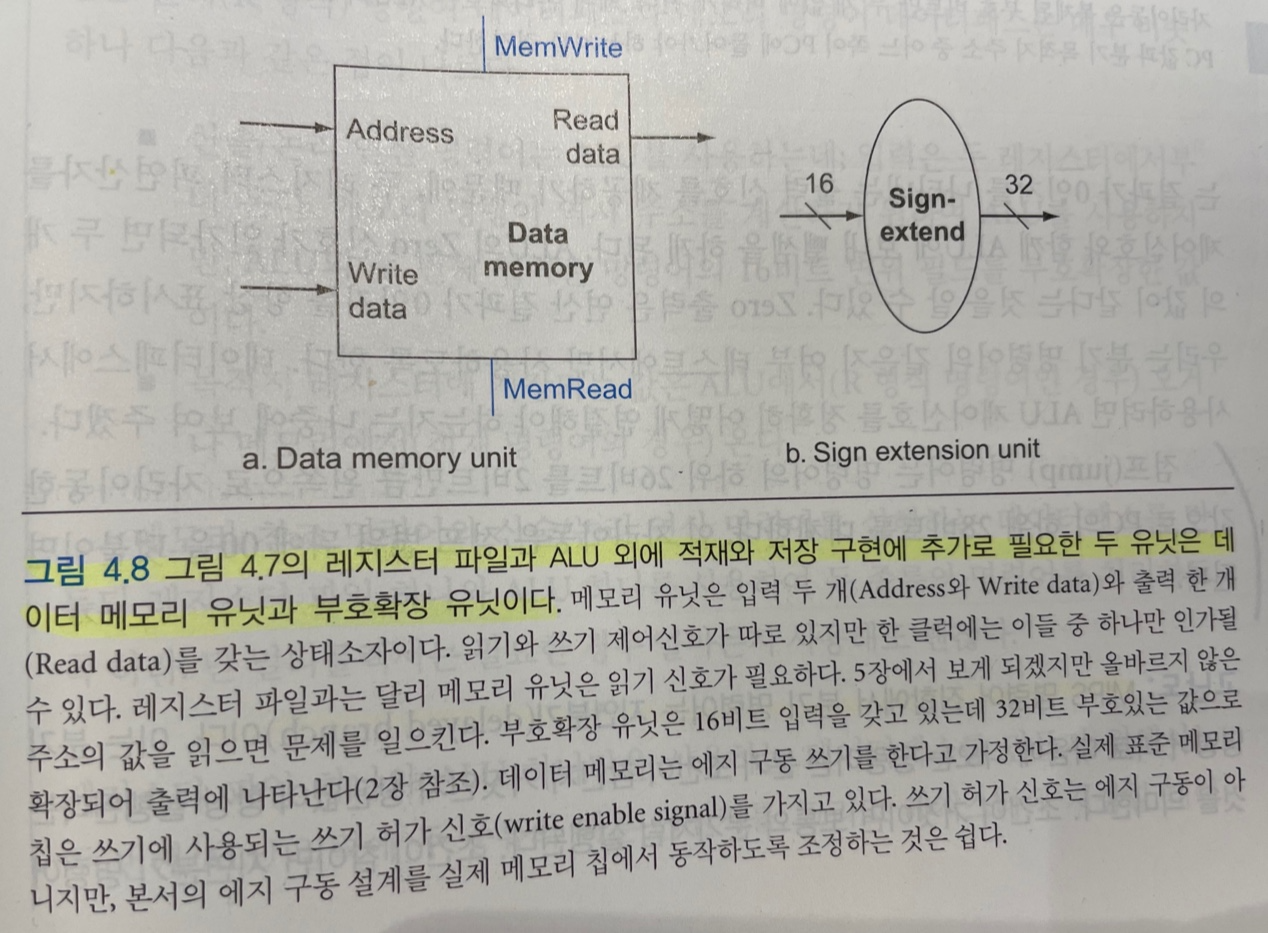 MemWrite
Address
Read
data
16
Sign-
extend
32
Data
memory
Write
data
MemRead
a. Data memory unit
b. Sign extension unit
그림 4.8 그림 4.7의 레지스터 파일과 ALU 외에 적재와 저장 구현에 추가로 필요한 두 유닛은 데
이터 메모리 유닛과 부호확장 유닛이다. 메모리 유닛은 입력 두 개(Address와 Write data)와 출력 한 개
(Read data)를 갖는 상태소자이다. 읽기와 쓰기 제어신호가 따로 있지만 한 클럭에는 이들 중 하나만 인가될
수 있다. 레지스터 파일과는 달리 메모리 유닛은 읽기 신호가 필요하다. 5장에서 보게 되겠지만 올바르지 않은
주소의 값을 읽으면 문제를 일으킨다. 부호확장 유닛은 16비트 입력을 갖고 있는데 32비트 부호있는 값으로
확장되어 출력에 나타난다(2장 참조). 데이터 메모리는 에지 구동 쓰기를 한다고 가정한다. 실제 표준 메모리
칩은 쓰기에 사용되는 쓰기 허가 신호(write enable signal)를 가지고 있다. 쓰기 허가 신호는 에지 구동이 아
니지만, 본서의 에지 구동 설계를 실제 메모리 칩에서 동작하도록 조정하는 것은 쉽다.